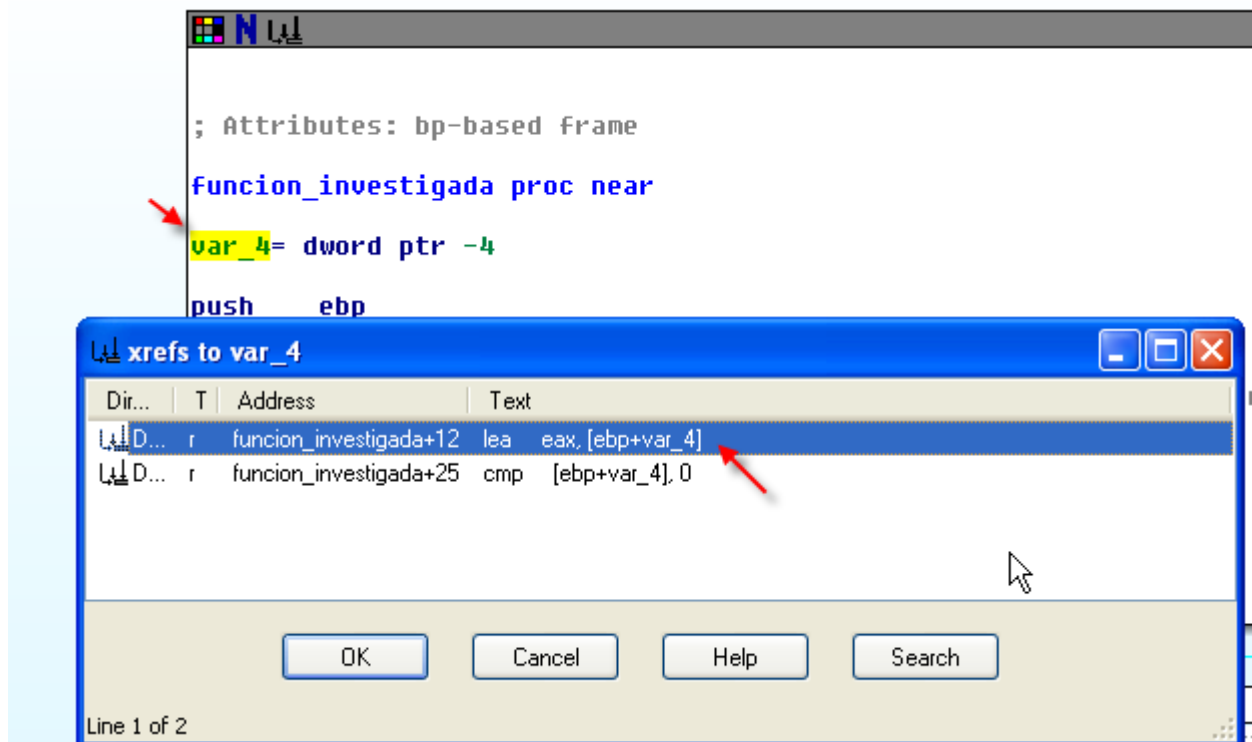 N
; Attributes: bp-based frame
funcion_investigada proc near
var_4= dword ptr -4
push    ebp
xrefs to var_4
Dir... T Address Text
D... r funcion_investigada+12 lea eax, [ebp+var_4]
D... r funcion_investigada+25 cmp [ebp+var_4], 0
OK Cancel Help Search
Line 1 of 2